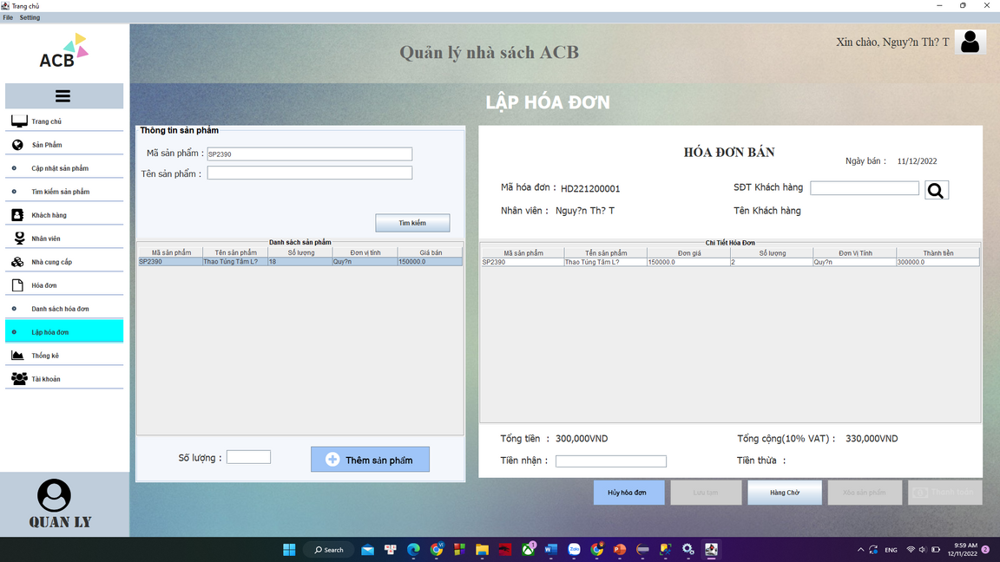 Trang chủ
File Setting
ACB
Quản lý nhà sách ACB
Xin chào, Nguy?n Th? T
LẬP HÓA ĐƠN
Trang chủ
Sản Phẩm
Cập nhật sản phẩm
Tìm kiếm sản phẩm
Khách hàng
Nhân viên
Nhà cung cấp
Hóa đơn
Danh sách hóa đơn
Lập hóa đơn
Thống kê
Tài khoản
QUAN LY
Thông tin sản phẩm
Mã sản phẩm : SP2390
Tên sản phẩm :
Tìm kiếm
Danh sách sản phẩm
Mã sản phẩm Tên sản phẩm Số lượng Đơn vị tính Giá bán
SP2390 Thao Túng Tâm L? 18 Quy?n 150000.0
Số lượng : Thêm sản phẩm
HÓA ĐƠN BÁN
Ngày bán : 11/12/2022
Mã hóa đơn : HD221200001 SĐT Khách hàng
Nhân viên : Nguy?n Th? T Tên Khách hàng
Chi Tiết Hóa Đơn
Mã sản phẩm Tển sản phẩm Đơn giá Số lượng Đơn Vị Tính Thành tiền
SP2390 Thao Túng Tâm L? 150000.0 2 Quy?n 300000.0
Tổng tiền : 300,000VND Tổng cộng(10% VAT) : 330,000VND
Tiền nhận : Tiền thừa :
Hủy hóa đơn Lưu tạm Hàng Chờ Xóa sản phẩm Thanh toán
Search ENG 9:59 AM
12/11/2022 2